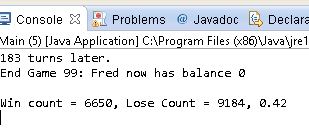 Console
Problems
@ Javadoc
Declara
Main (5) [Java Application] C:\Program Files (x86)\Java\jre1
183 turns later.
End Game 99: Fred now has balance 0
Win count = 6650, Lose Count = 9184, 0.42